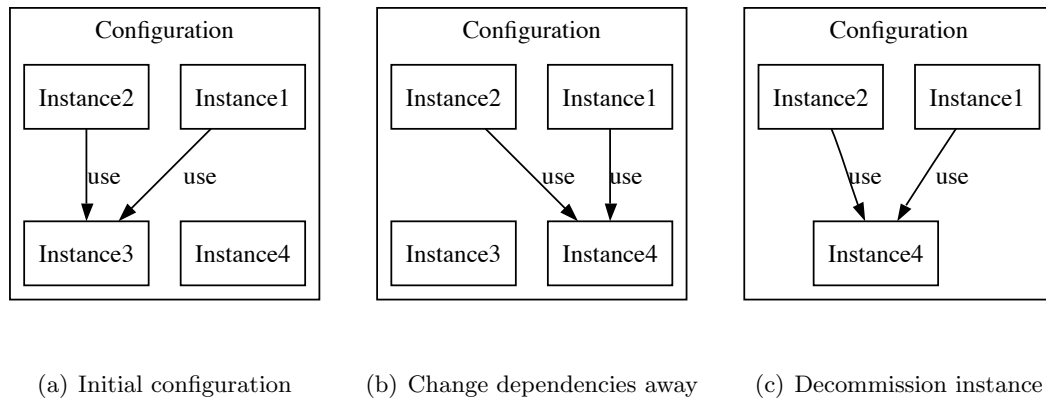 Configuration
Instance2 Instance1
use use
Instance3 Instance4
(a) Initial configuration
Configuration
Instance2 Instance1
use use
Instance3 Instance4
(b) Change dependencies away
Configuration
Instance2 Instance1
use use
Instance4
(c) Decommission instance